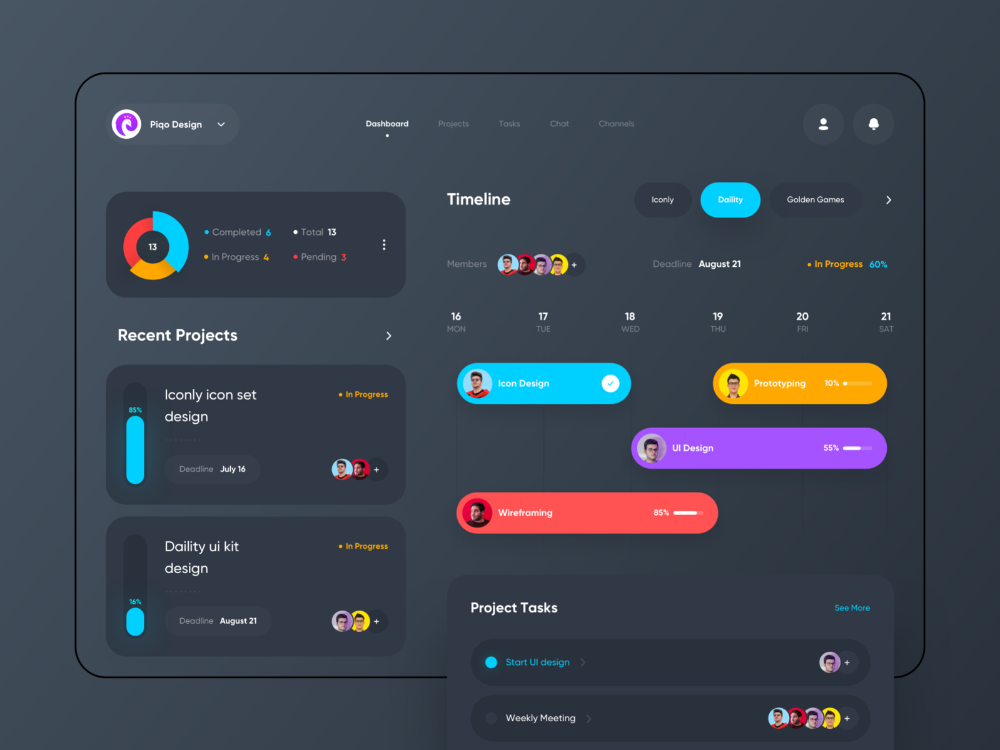 Piqo Design
Dashboard
Projects
Tasks
Chat
Channels
13
Completed 6
Total 13
In Progress 4
Pending 3
Recent Projects
85%
Iconly icon set
design
In Progress
Deadline July 16
+
16%
Daility ui kit
design
In Progress
Deadline August 21
+
Timeline
Iconly
Daility
Golden Games
Members
+
Deadline August 21
In Progress 60%
16
MON
17
TUE
18
WED
19
THU
20
FRI
21
SAT
Icon Design
Prototyping 10%
UI Design 55%
Wireframing 85%
Project Tasks
See More
Start UI design
+
Weekly Meeting
+